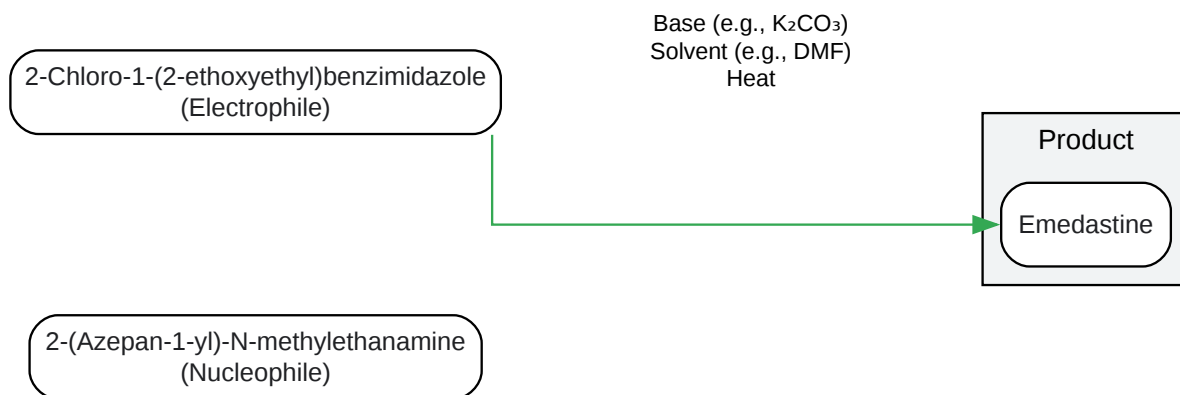 Base (e.g., K₂CO₃)
Solvent (e.g., DMF)
Heat
2-Chloro-1-(2-ethoxyethyl)benzimidazole
(Electrophile)
Product
Emedastine
2-(Azepan-1-yl)-N-methylethanamine
(Nucleophile)